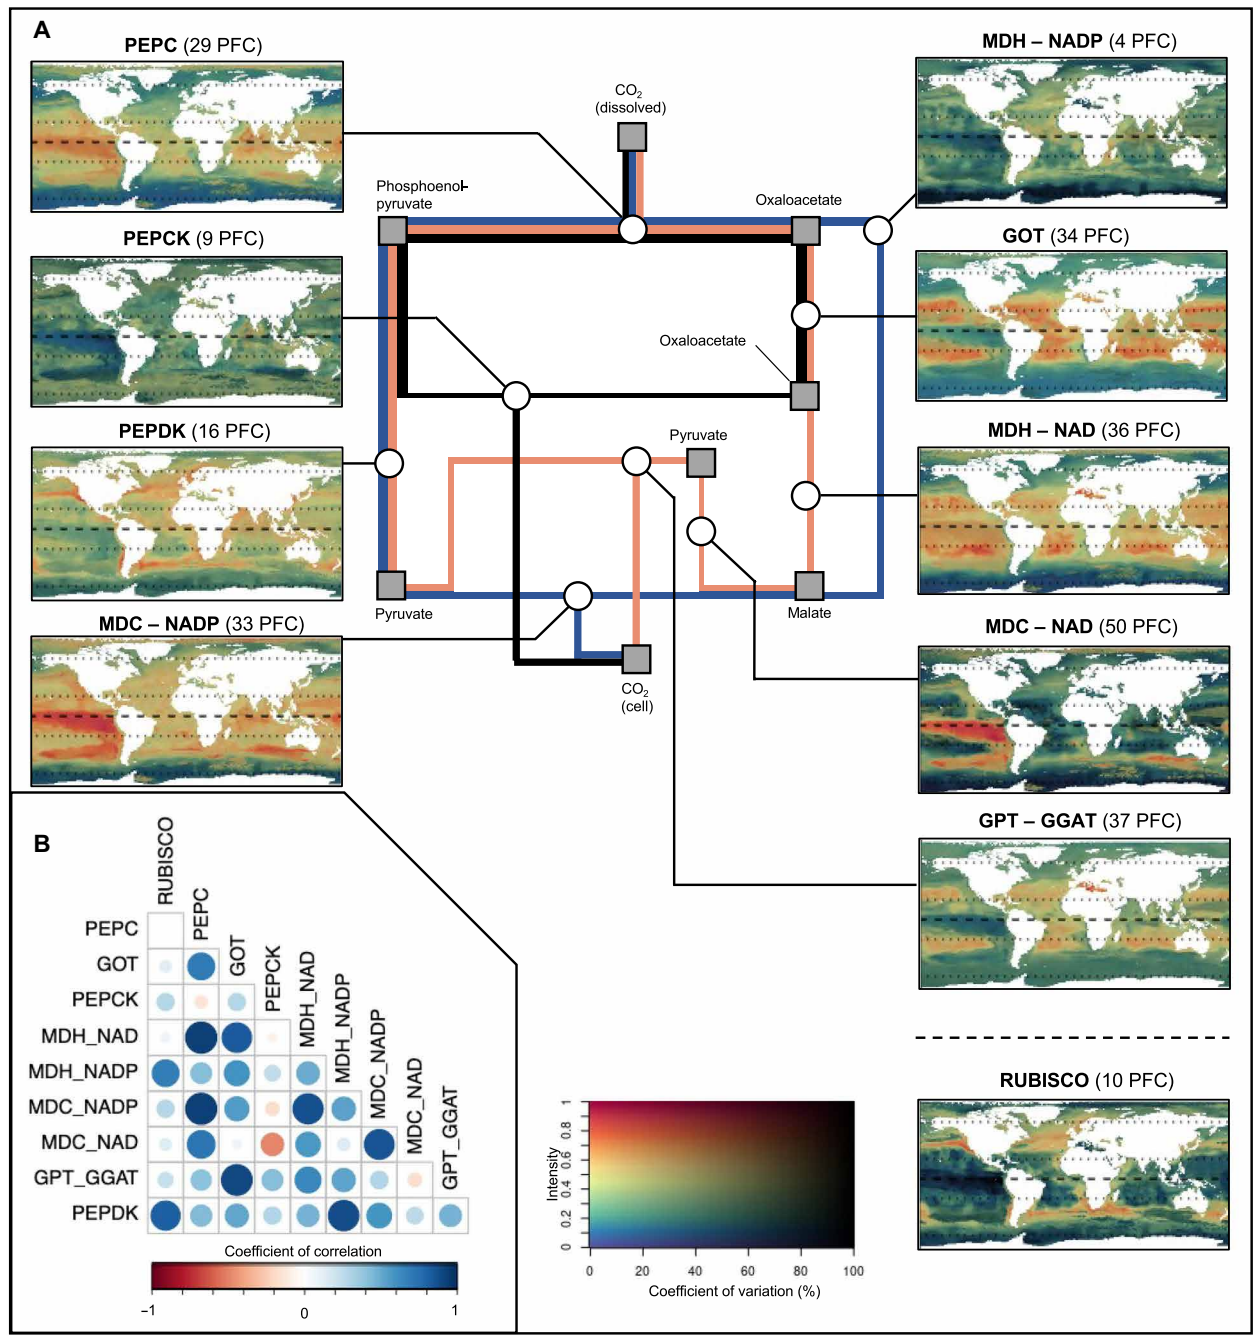 A
PEPC (29 PFC)
PEPCK (9 PFC)
PEPDK (16 PFC)
MDC – NADP (33 PFC)
CO2
(dissolved)
Phosphoenol-
pyruvate
Oxaloacetate
Oxaloacetate
Pyruvate
Pyruvate
Malate
CO2
(cell)
MDH – NADP (4 PFC)
GOT (34 PFC)
MDH – NAD (36 PFC)
MDC – NAD (50 PFC)
GPT – GGAT (37 PFC)
RUBISCO (10 PFC)
B
RUBISCO
PEPC
GOT
PEPCK
MDH_NAD
MDH_NADP
MDC_NADP
MDC_NAD
GPT_GGAT
PEPC
GOT
PEPCK
MDH_NAD
MDH_NADP
MDC_NADP
MDC_NAD
GPT_GGAT
PEPDK
Coefficient of correlation
−1
0
1
Intensity
1
0.8
0.6
0.4
0.2
0
0 20 40 60 80 100
Coefficient of variation (%)